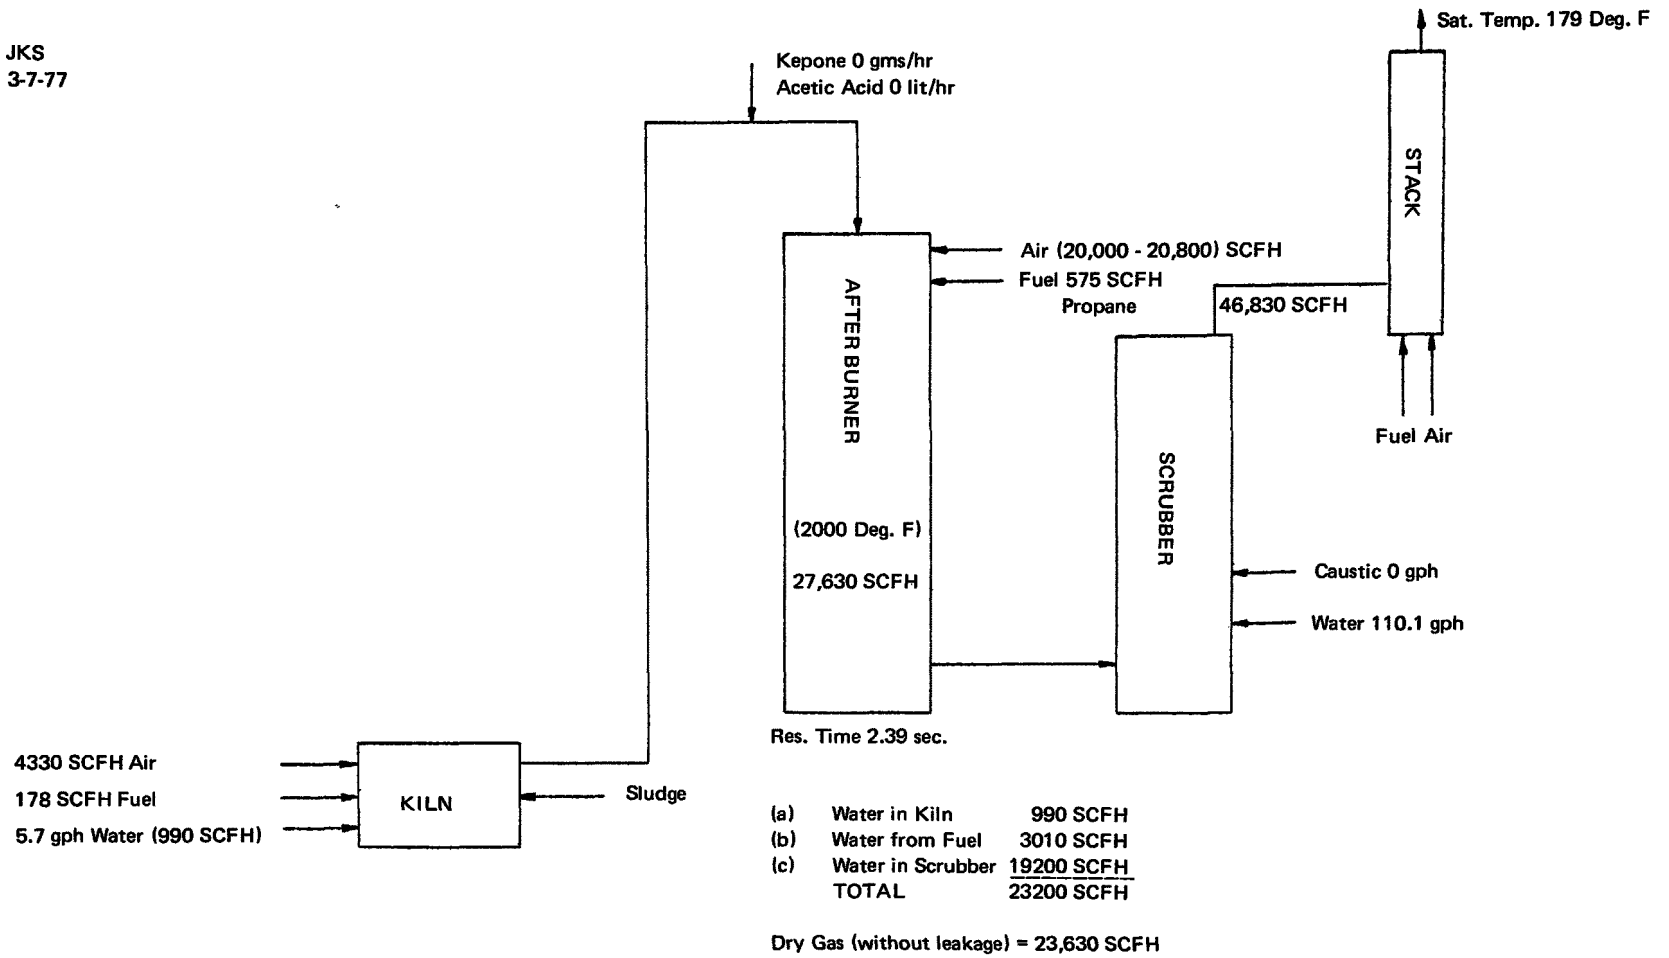 JKS
3-7-77
Sat. Temp. 179 Deg. F
Kepone 0 gms/hr
Acetic Acid 0 lit/hr
STACK
Air (20,000 - 20,800) SCFH
Fuel 575 SCFH
Propane
46,830 SCFH
AFTERBURNER
Fuel Air
SCRUBBER
(2000 Deg. F)
27,630 SCFH
Caustic 0 gph
Water 110.1 gph
Res. Time 2.39 sec.
4330 SCFH Air
178 SCFH Fuel
5.7 gph Water (990 SCFH)
KILN
Sludge
(a) Water in Kiln 990 SCFH
(b) Water from Fuel 3010 SCFH
(c) Water in Scrubber 19200 SCFH
TOTAL 23200 SCFH
Dry Gas (without leakage) = 23,630 SCFH